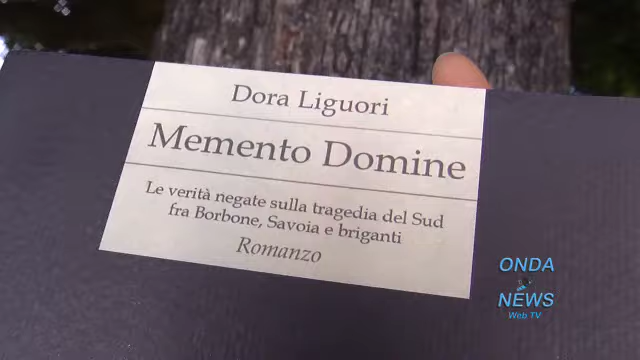 Dora Liguori
Memento Domine
Le verità negate sulla tragedia del Sud
fra Borbone, Savoia e briganti
Romanzo
ONDA
NEWS
Web TV